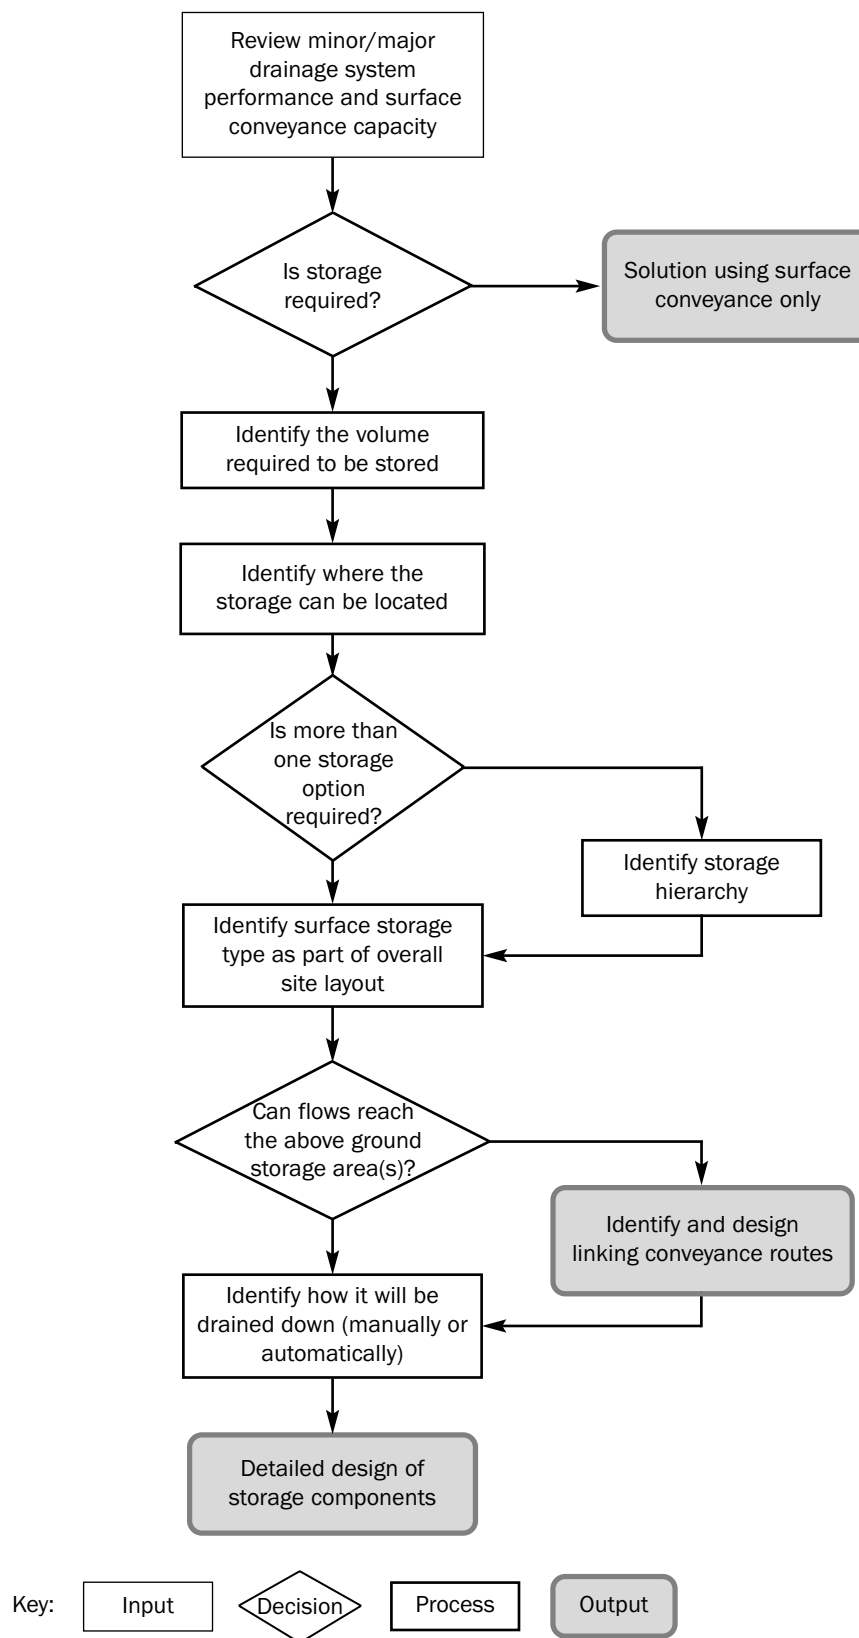 Review minor/major
drainage system
performance and surface
conveyance capacity
Is storage
required?
Solution using surface
conveyance only
Identify the volume
required to be stored
Identify where the
storage can be located
Is more than
one storage
option
required?
Identify storage
hierarchy
Identify surface storage
type as part of overall
site layout
Can flows reach
the above ground
storage area(s)?
Identify and design
linking conveyance routes
Identify how it will be
drained down (manually or
automatically)
Detailed design of
storage components
Key:
Input
Decision
Process
Output